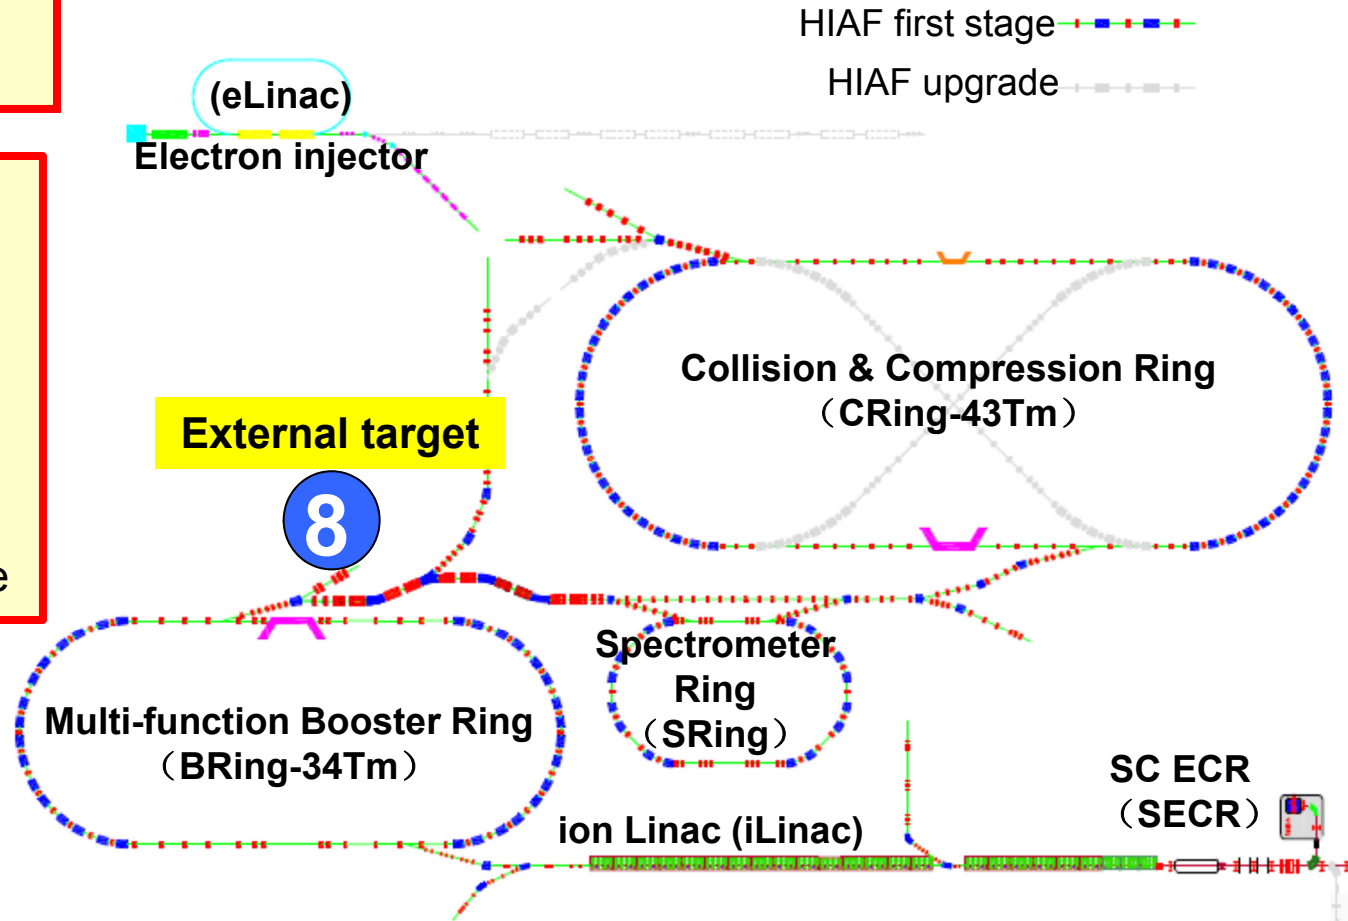 HIAF first stage
HIAF upgrade
(eLinac)
Electron injector
Collision & Compression Ring
（CRing-43Tm）
External target
8
e
Spectrometer
Ring
（SRing）
Multi-function Booster Ring
（BRing-34Tm）
SC ECR
（SECR）
ion Linac (iLinac)